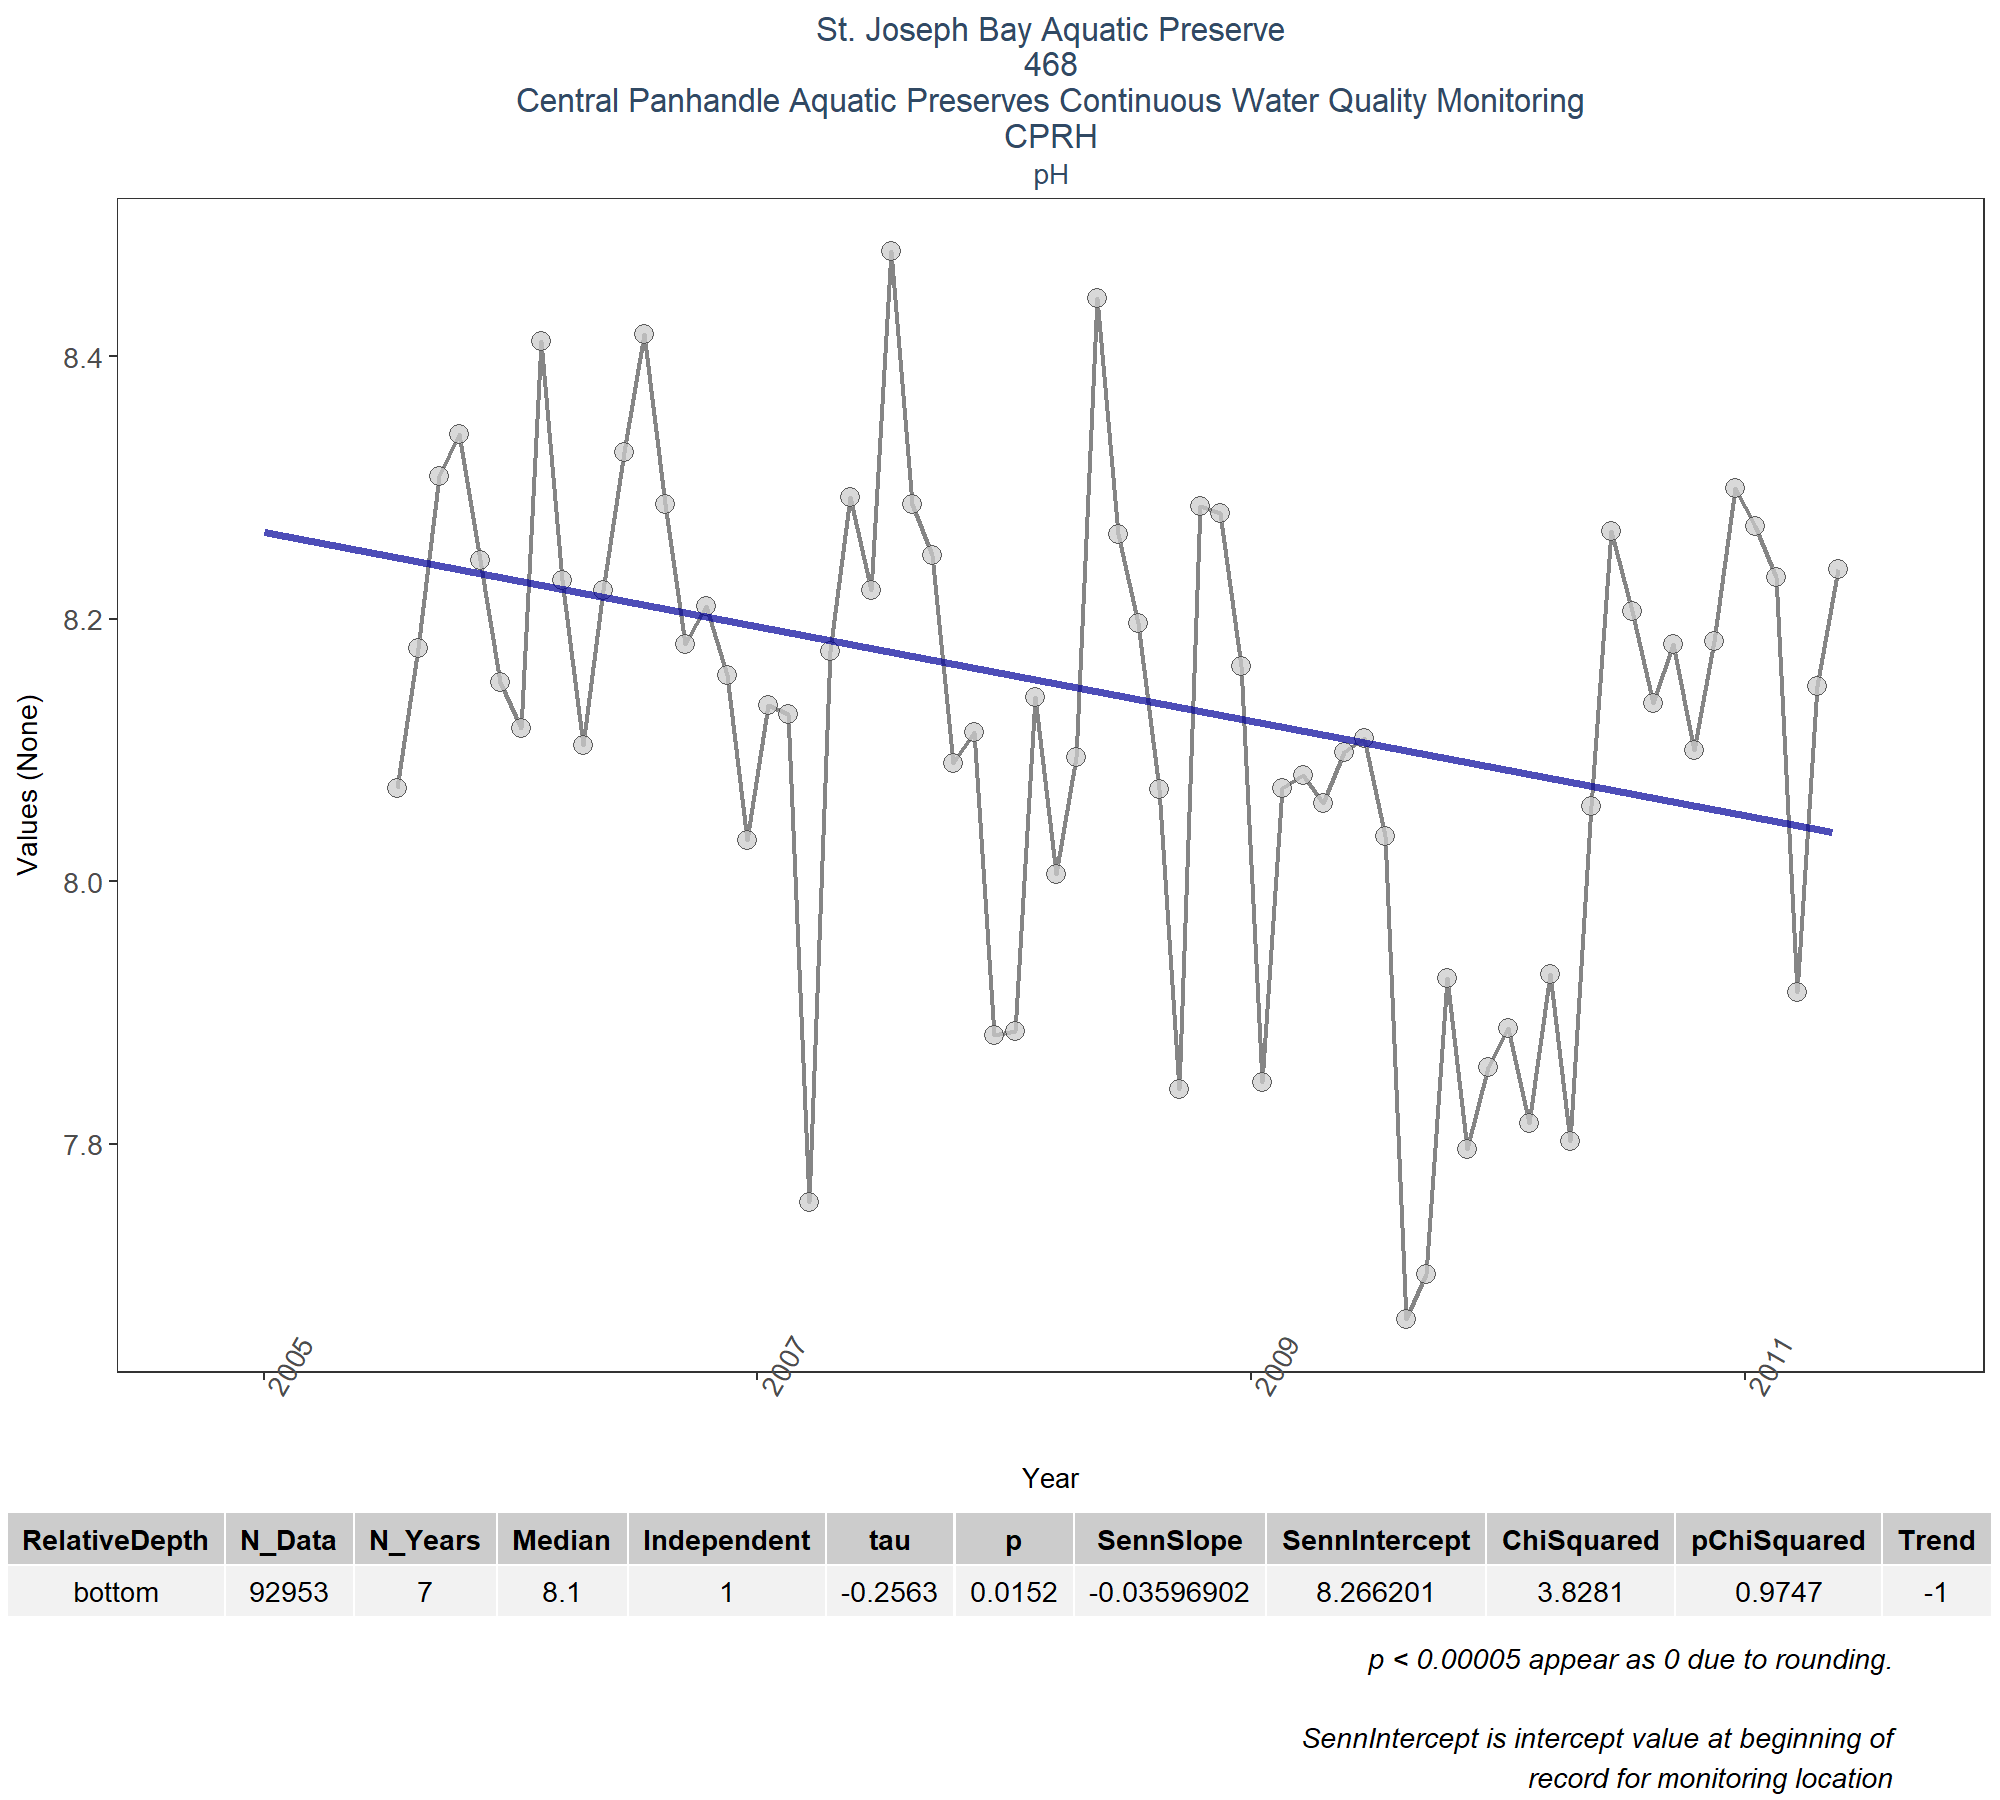 St. Joseph Bay Aquatic Preserve
468
Central Panhandle Aquatic Preserves Continuous Water Quality Monitoring
CPRH
pH
8.4
8.2
8.0
7.8
Values (None)
2005 2007 2009 2011
Year
RelativeDepth N_Data N_Years Median Independent tau p SennSlope SennIntercept ChiSquared pChiSquared Trend
bottom 92953 7 8.1 1 -0.2563 0.0152 -0.03596902 8.266201 3.8281 0.9747 -1
p < 0.00005 appear as 0 due to rounding.
SennIntercept is intercept value at beginning of
record for monitoring location